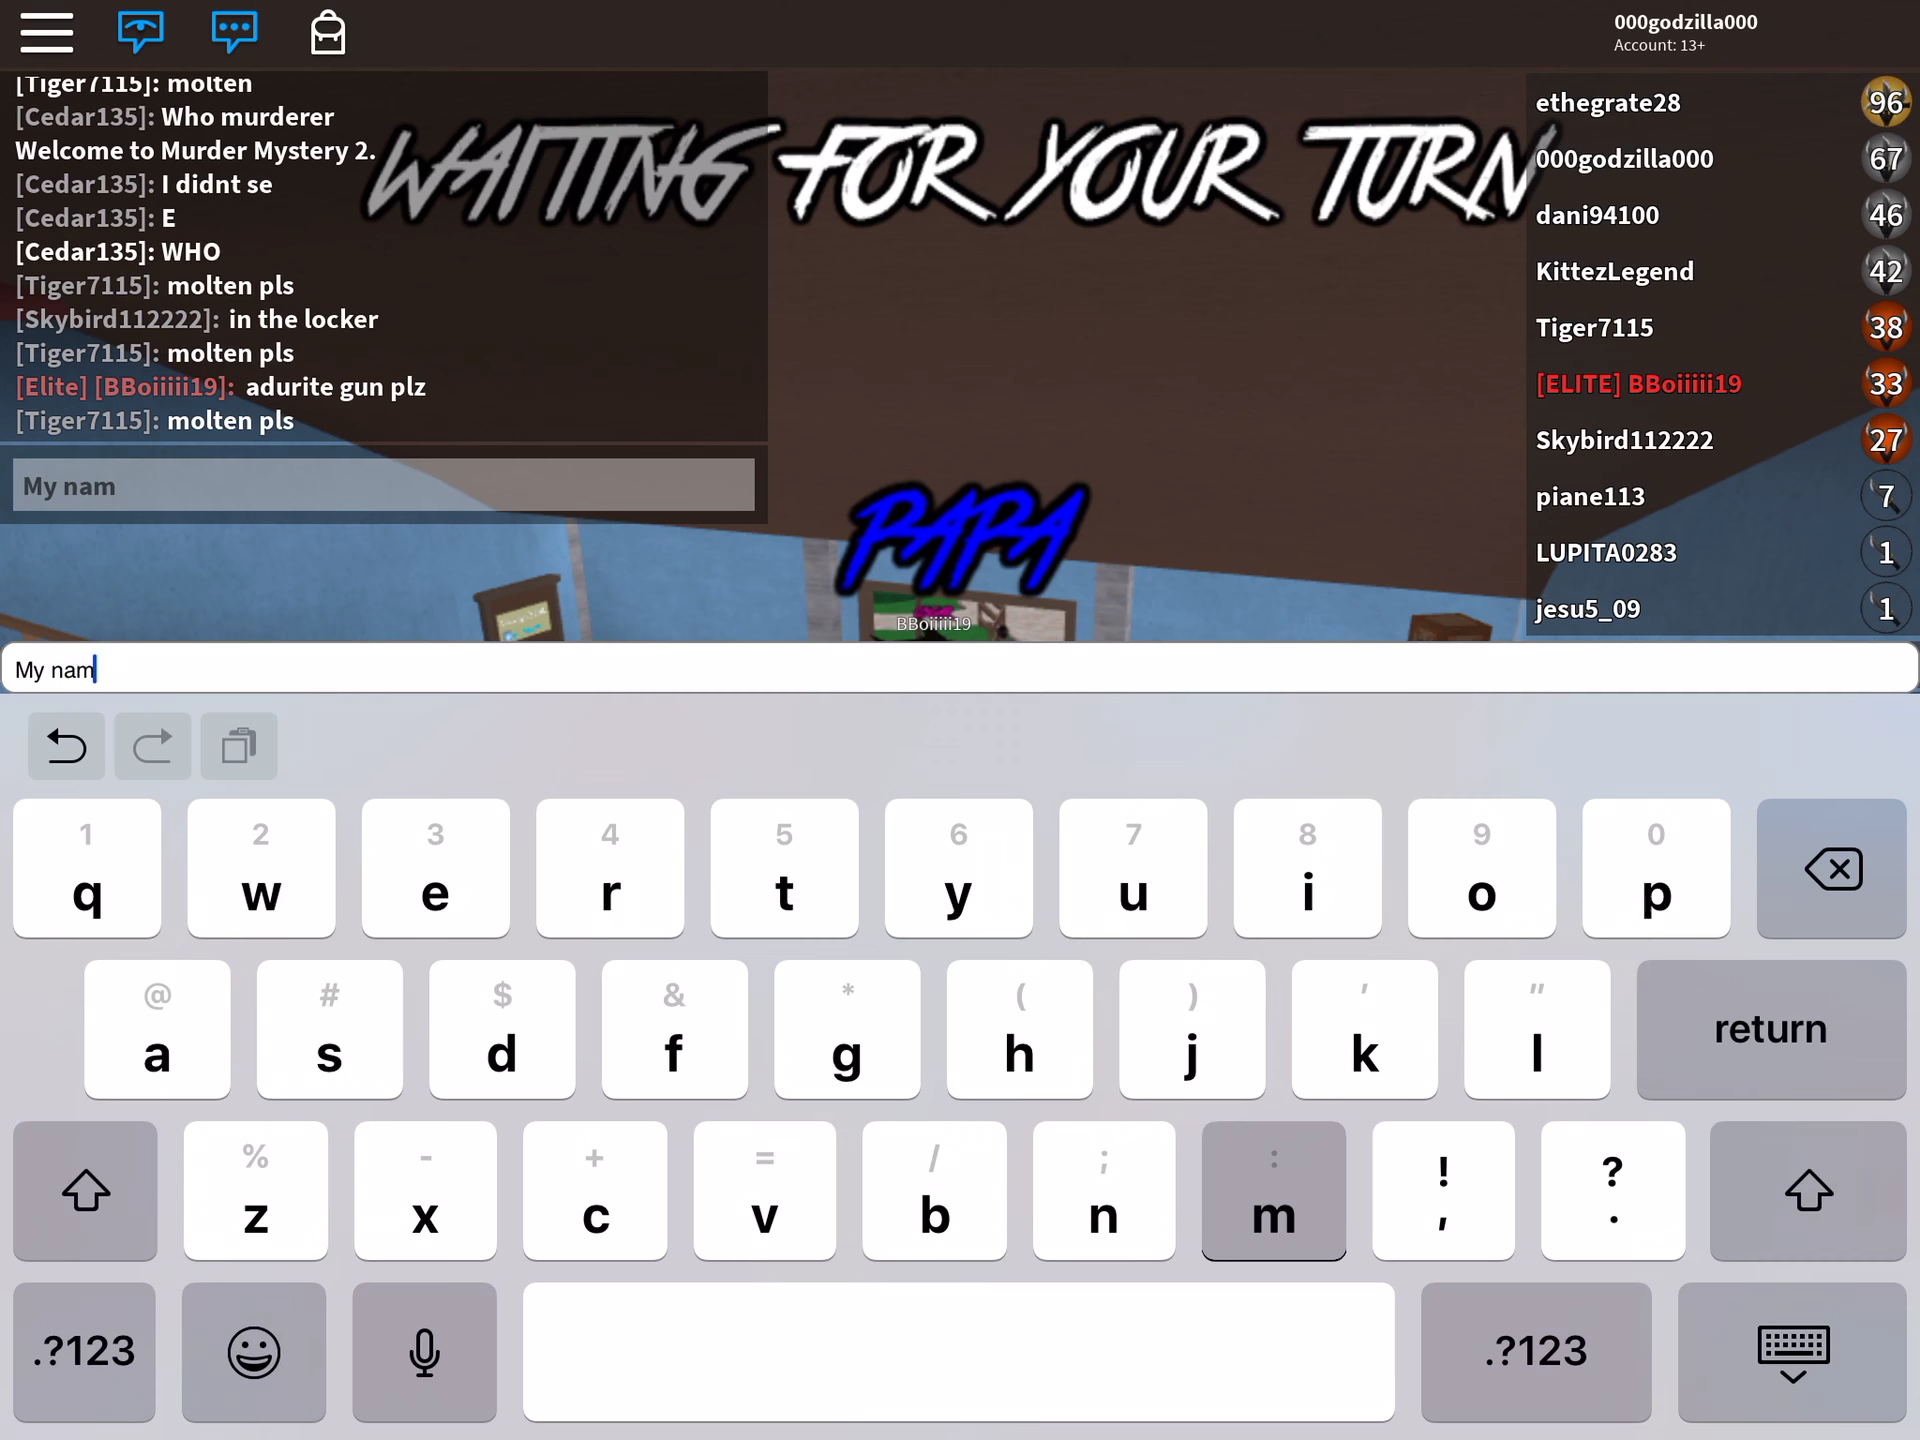 000godzilla000
Account: 13+
[Tiger7115]: molten
[Cedar135]: Who murderer
Welcome to Murder Mystery 2.
[Cedar135]: I didnt se
[Cedar135]: E
[Cedar135]: WHO
[Tiger7115]: molten pls
[Skybird112222]: in the locker
[Tiger7115]: molten pls
[Elite] [BBoiiiii19]: adurite gun plz
[Tiger7115]: molten pls
My nam
WAITING FOR YOUR TURN
PAPA
BBoiiiii19
ethegrate28 96
000godzilla000 67
dani94100 46
KittezLegend 42
Tiger7115 38
[ELITE] BBoiiiii19 33
Skybird112222 27
piane113 7
LUPITA0283 1
jesu5_09 1
My nam
1 2 3 4 5 6 7 8 9 0
q w e r t y u i o p
@ # $ & * ( ) ' "
a s d f g h j k l return
% - + = / ; : ! ?
z x c v b n m , .
.?123 .?123